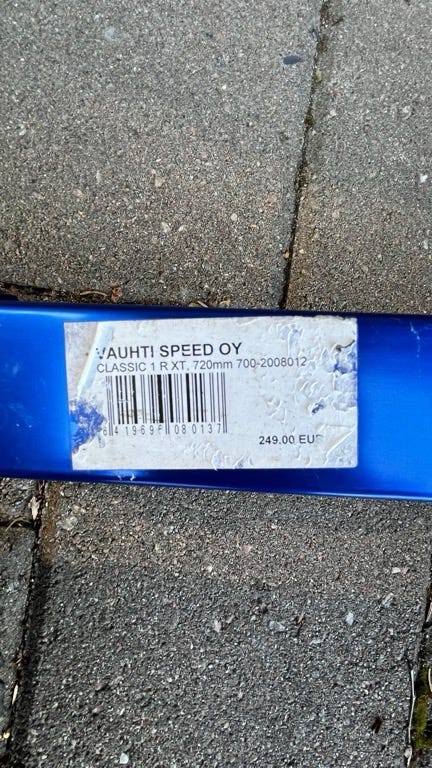 VAUHTI SPEED OY
CLASSIC 1 R XT, 720mm 700-2008012
249.00 EUR